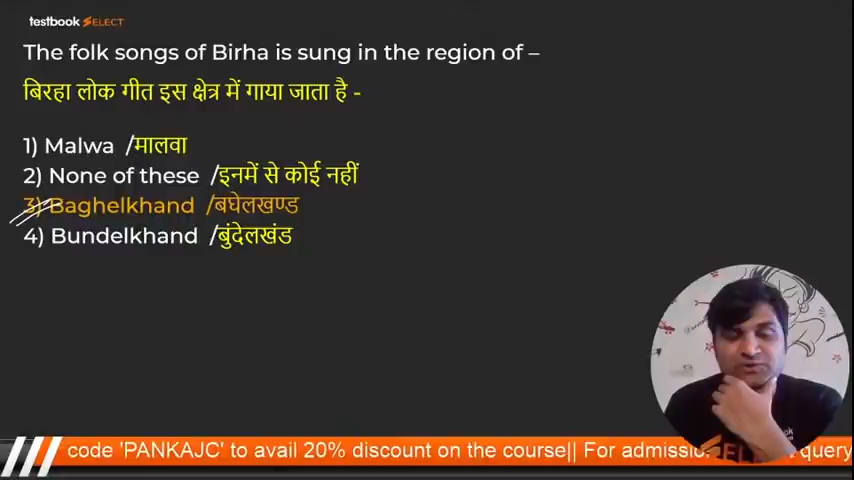 testbook SELECT
The folk songs of Birha is sung in the region of –
बिरहा लोक गीत इस क्षेत्र में गाया जाता है -
1) Malwa /मालवा
2) None of these /इनमें से कोई नहीं
3) Baghelkhand /बघेलखण्ड
4) Bundelkhand /बुंदेलखंड
code 'PANKAJC' to avail 20% discount on the course|| For admissio query